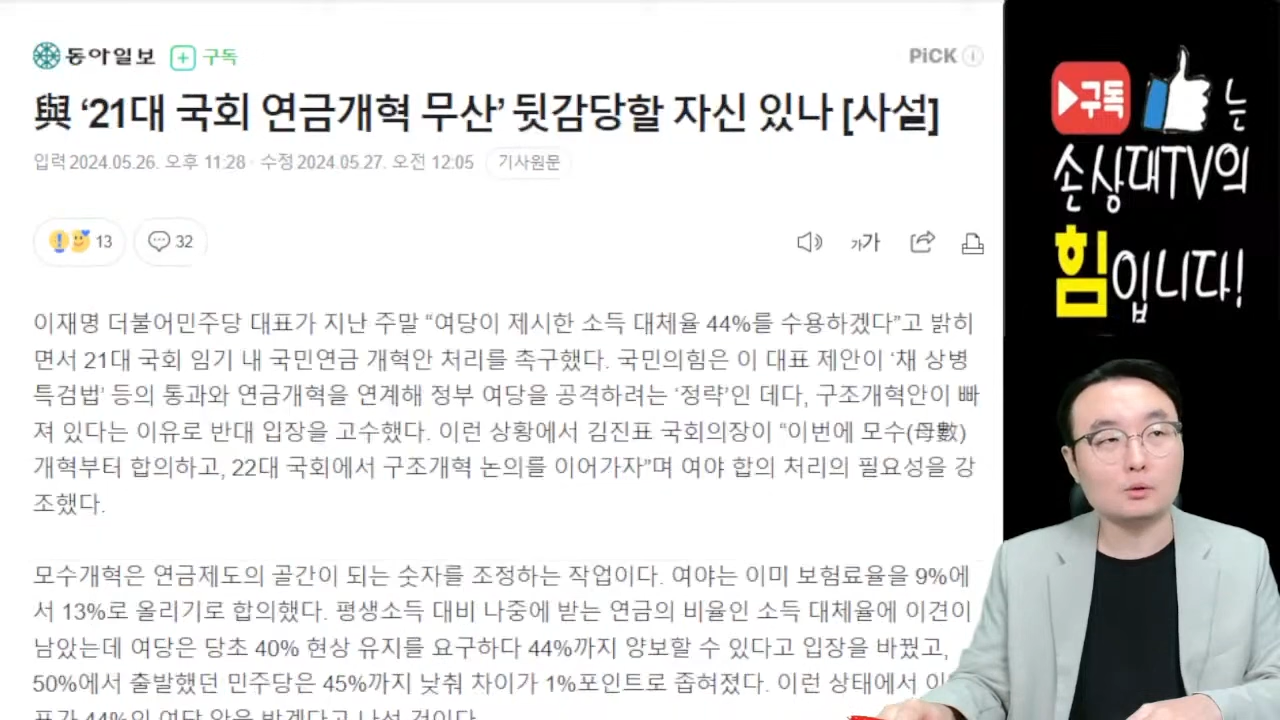 동아일보 구독
PiCK
與 ‘21대 국회 연금개혁 무산’ 뒷감당할 자신 있나 [사설]
입력 2024.05.26. 오후 11:28 · 수정 2024.05.27. 오전 12:05 기사원문
13 32
가가
이재명 더불어민주당 대표가 지난 주말 “여당이 제시한 소득 대체율 44%를 수용하겠다”고 밝히
면서 21대 국회 임기 내 국민연금 개혁안 처리를 촉구했다. 국민의힘은 이 대표 제안이 ‘채 상병
특검법’ 등의 통과와 연금개혁을 연계해 정부 여당을 공격하려는 ‘정략’인 데다, 구조개혁안이 빠
져 있다는 이유로 반대 입장을 고수했다. 이런 상황에서 김진표 국회의장이 “이번에 모수(母數)
개혁부터 합의하고, 22대 국회에서 구조개혁 논의를 이어가자”며 여야 합의 처리의 필요성을 강
조했다.
모수개혁은 연금제도의 골간이 되는 숫자를 조정하는 작업이다. 여야는 이미 보험료율을 9%에
서 13%로 올리기로 합의했다. 평생소득 대비 나중에 받는 연금의 비율인 소득 대체율에 이견이
남았는데 여당은 당초 40% 현상 유지를 요구하다 44%까지 양보할 수 있다고 입장을 바꿨고,
50%에서 출발했던 민주당은 45%까지 낮춰 차이가 1%포인트로 좁혀졌다. 이런 상태에서
구독 는
손상대TV의
힘입니다!